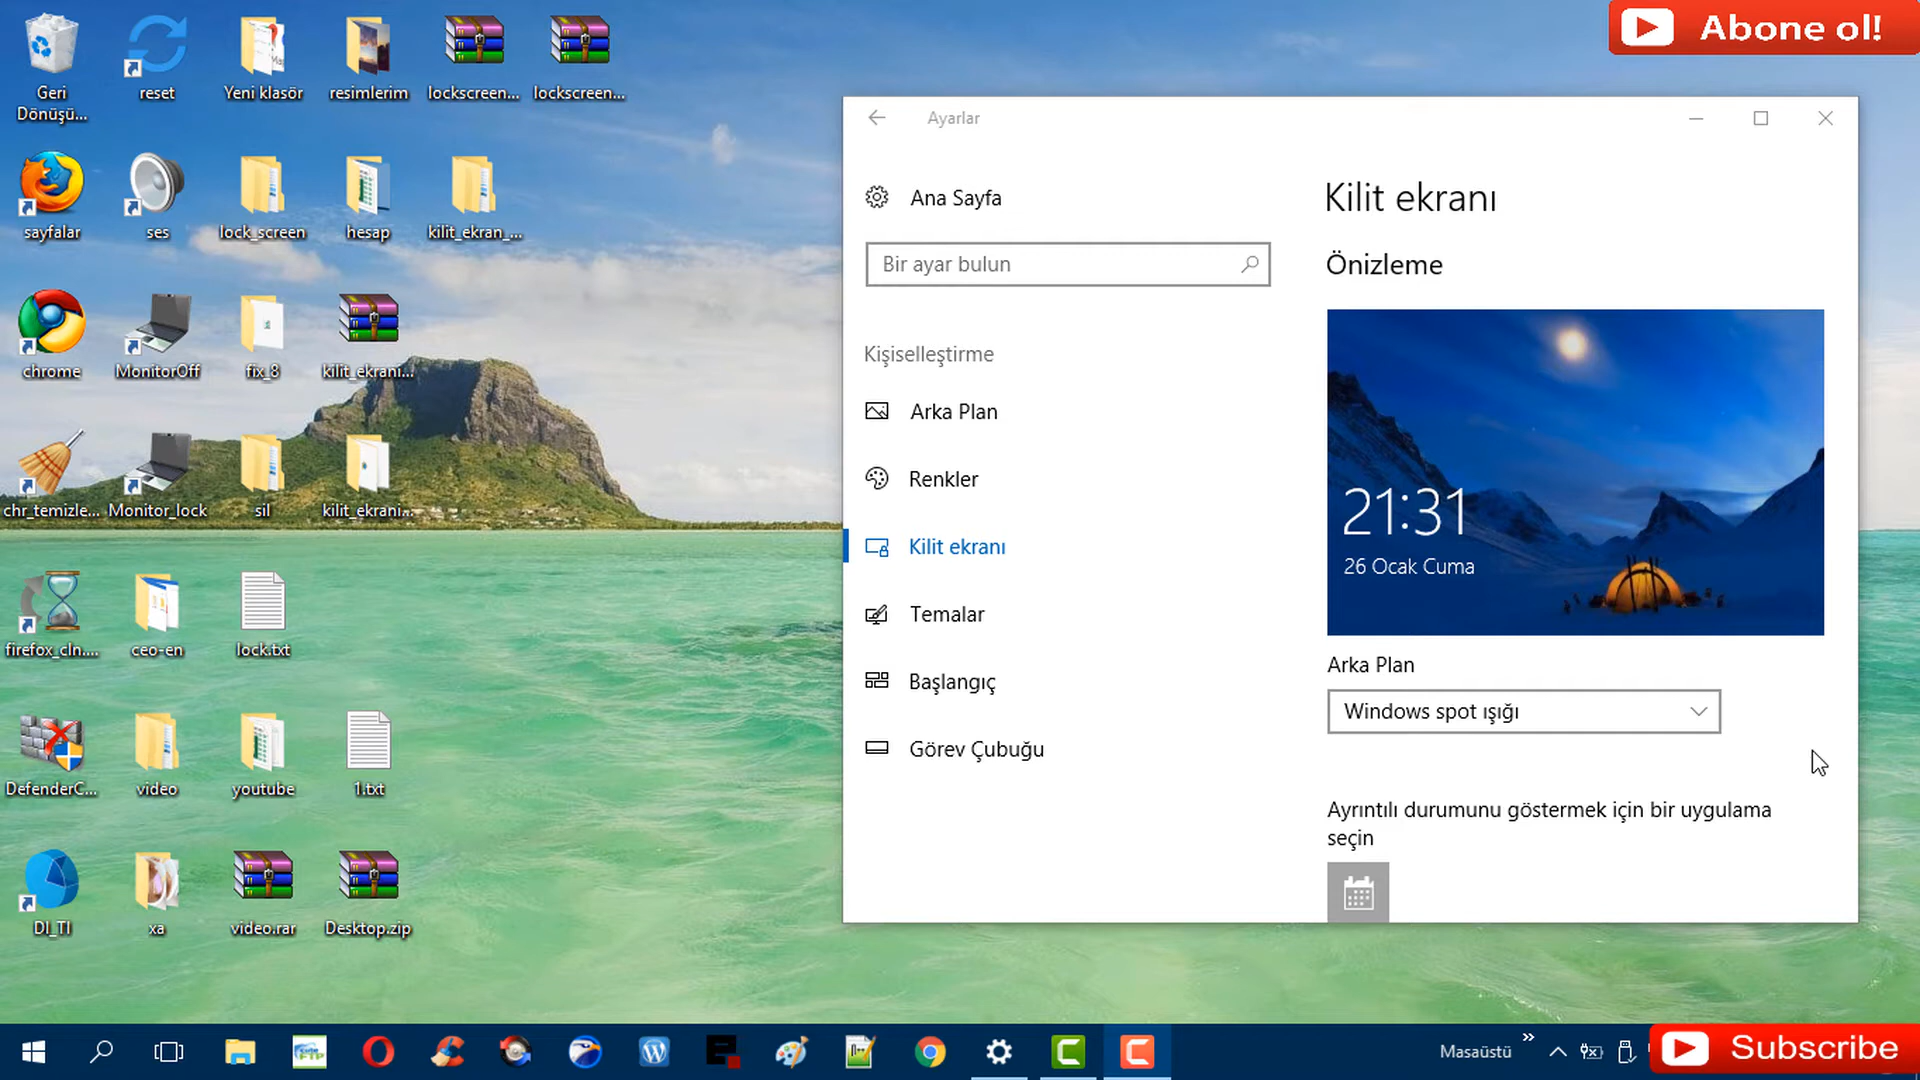 Abone ol!
Geri
Dönüşü...
reset
Yeni klasör
resimlerim
lockscreen...
lockscreen...
sayfalar
ses
lock_screen
hesap
kilit_ekran_...
chrome
MonitorOff
fix_8
kilit_ekranı...
chr_temizle...
Monitor_lock
sil
kilit_ekranı...
firefox_cln....
ceo-en
lock.txt
DefenderC...
video
youtube
1.txt
DI_TI
xa
video.rar
Desktop.zip
Ayarlar
Ana Sayfa
Bir ayar bulun
Kişiselleştirme
Arka Plan
Renkler
Kilit ekranı
Temalar
Başlangıç
Görev Çubuğu
Kilit ekranı
Önizleme
21:31
26 Ocak Cuma
Arka Plan
Windows spot ışığı
Ayrıntılı durumunu göstermek için bir uygulama
seçin
FTP
Masaüstü
Subscribe